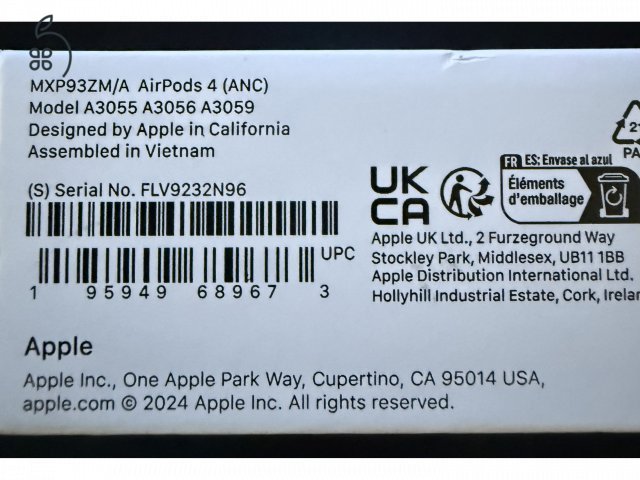 MXP93ZM/A AirPods 4 (ANC)
Model A3055 A3056 A3059
Designed by Apple in California
Assembled in Vietnam
(S) Serial No. FLV9232N96
UPC
1 95949 68967 3
UK
CA
FR ES: Envase al azul
Éléments
d'emballage
21
PA
Apple UK Ltd., 2 Furzeground Way
Stockley Park, Middlesex, UB11 1BB
Apple Distribution International Ltd.
Hollyhill Industrial Estate, Cork, Irelan
Apple
Apple Inc., One Apple Park Way, Cupertino, CA 95014 USA,
apple.com © 2024 Apple Inc. All rights reserved.